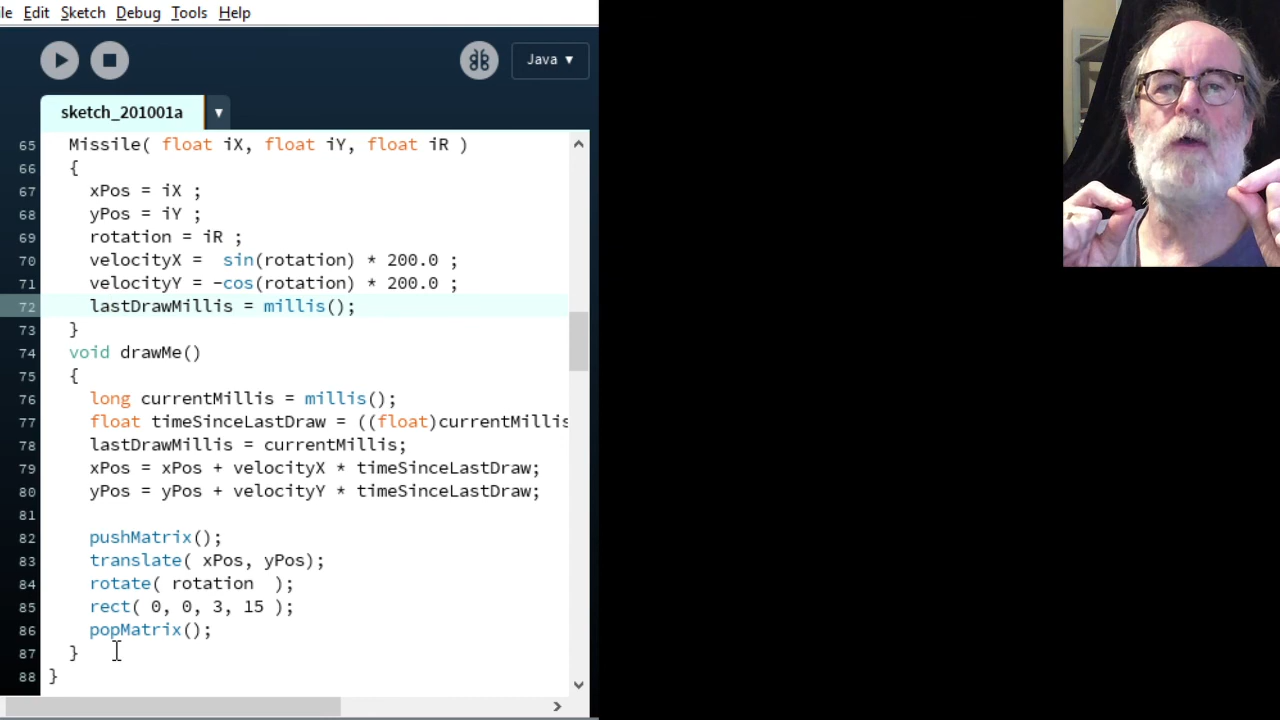 le Edit Sketch Debug Tools Help
Java ▼
sketch_201001a ▼
65 Missile( float iX, float iY, float iR )
66 {
67 xPos = iX ;
68 yPos = iY ;
69 rotation = iR ;
70 velocityX =  sin(rotation) * 200.0 ;
71 velocityY = -cos(rotation) * 200.0 ;
72 lastDrawMillis = millis();
73 }
74 void drawMe()
75 {
76 long currentMillis = millis();
77 float timeSinceLastDraw = ((float)currentMillis
78 lastDrawMillis = currentMillis;
79 xPos = xPos + velocityX * timeSinceLastDraw;
80 yPos = yPos + velocityY * timeSinceLastDraw;
81
82 pushMatrix();
83 translate( xPos, yPos);
84 rotate( rotation  );
85 rect( 0, 0, 3, 15 );
86 popMatrix();
87 }
88 }